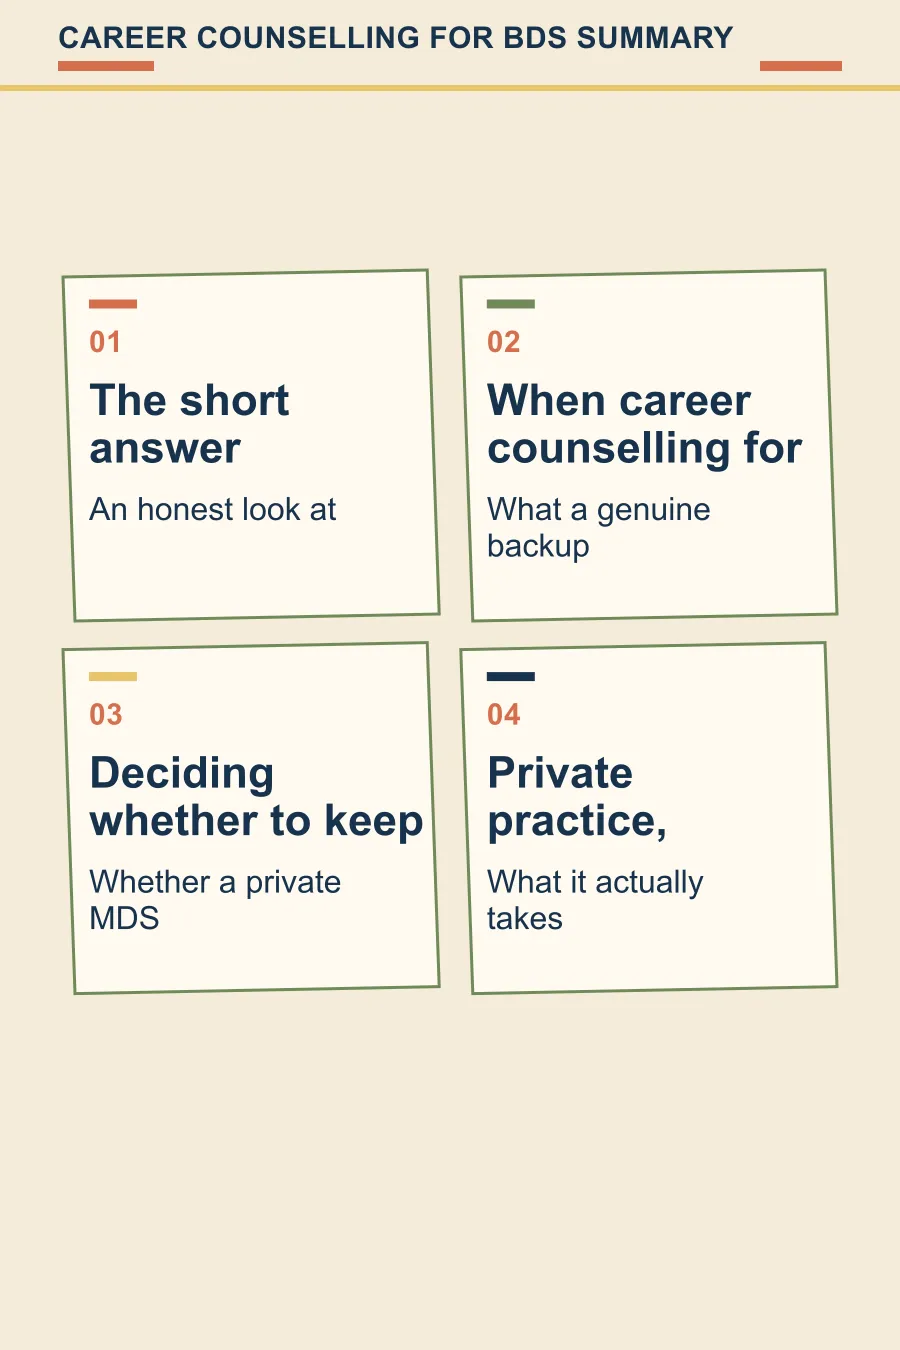 CAREER COUNSELLING FOR BDS SUMMARY
01
The short
answer
An honest look at
02
When career
counselling for
What a genuine
backup
03
Deciding
whether to keep
Whether a private
MDS
04
Private
practice,
What it actually
takes